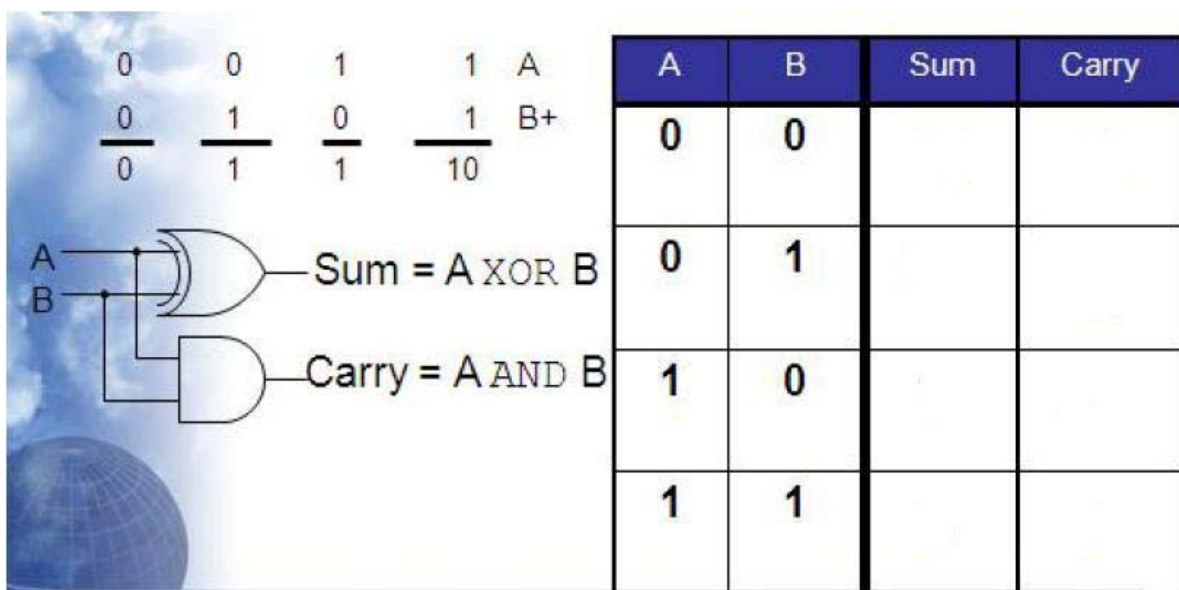 0 0 1 1 A
0 1 0 1 B+
0 1 1 10
A
B
Sum = A XOR B
Carry = A AND B
A B Sum Carry
0 0
0 1
1 0
1 1